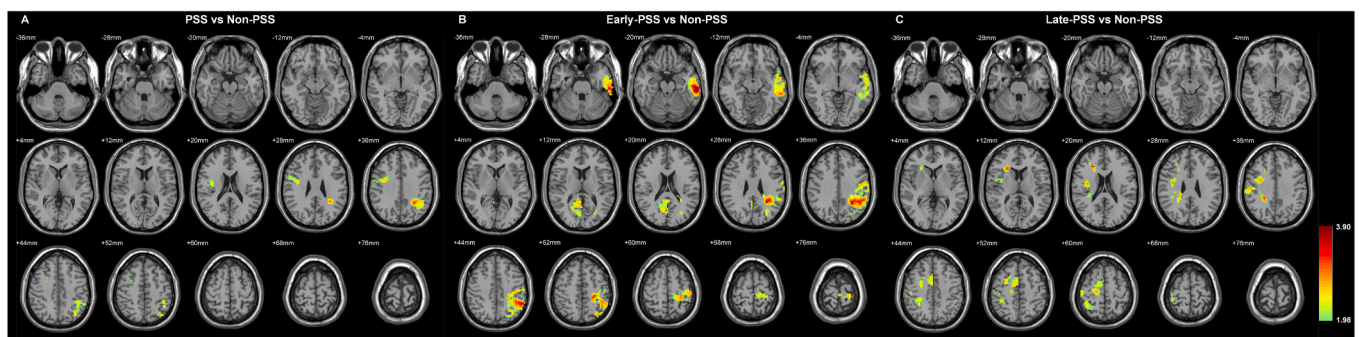 A PSS vs Non-PSS
-36mm -28mm -20mm -12mm -4mm
+4mm +12mm +20mm +28mm +36mm
+44mm +52mm +60mm +68mm +76mm
B Early-PSS vs Non-PSS
-36mm -28mm -20mm -12mm -4mm
+4mm +12mm +20mm +28mm +36mm
+44mm +52mm +60mm +68mm +76mm
C Late-PSS vs Non-PSS
-36mm -28mm -20mm -12mm -4mm
+4mm +12mm +20mm +28mm +36mm
+44mm +52mm +60mm +68mm +76mm
3.90
1.98